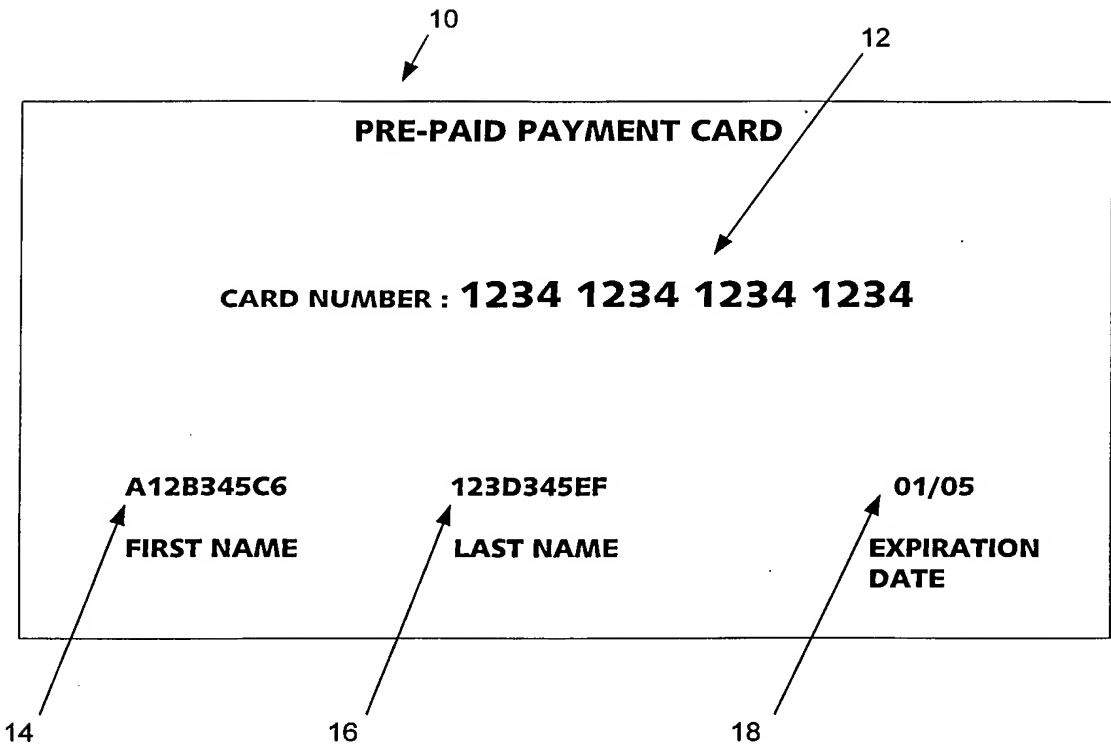 10
12
PRE-PAID PAYMENT CARD
CARD NUMBER : 1234 1234 1234 1234
A12B345C6 123D345EF 01/05
FIRST NAME LAST NAME EXPIRATION
DATE
14 16 18